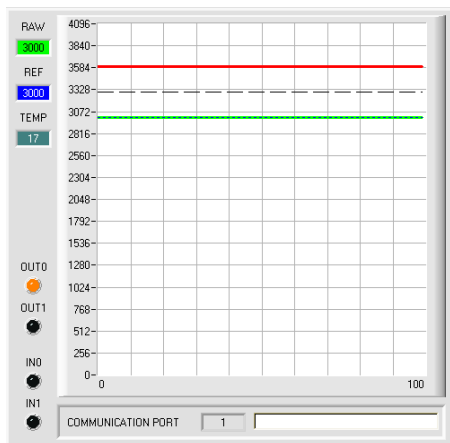 RAW
3000
REF
3000
TEMP
17
OUT0
OUT1
IN0
IN1
4096
3840
3584
3328
3072
2816
2560
2304
2048
1792
1536
1280
1024
768
512
256
0
0 100
COMMUNICATION PORT 1